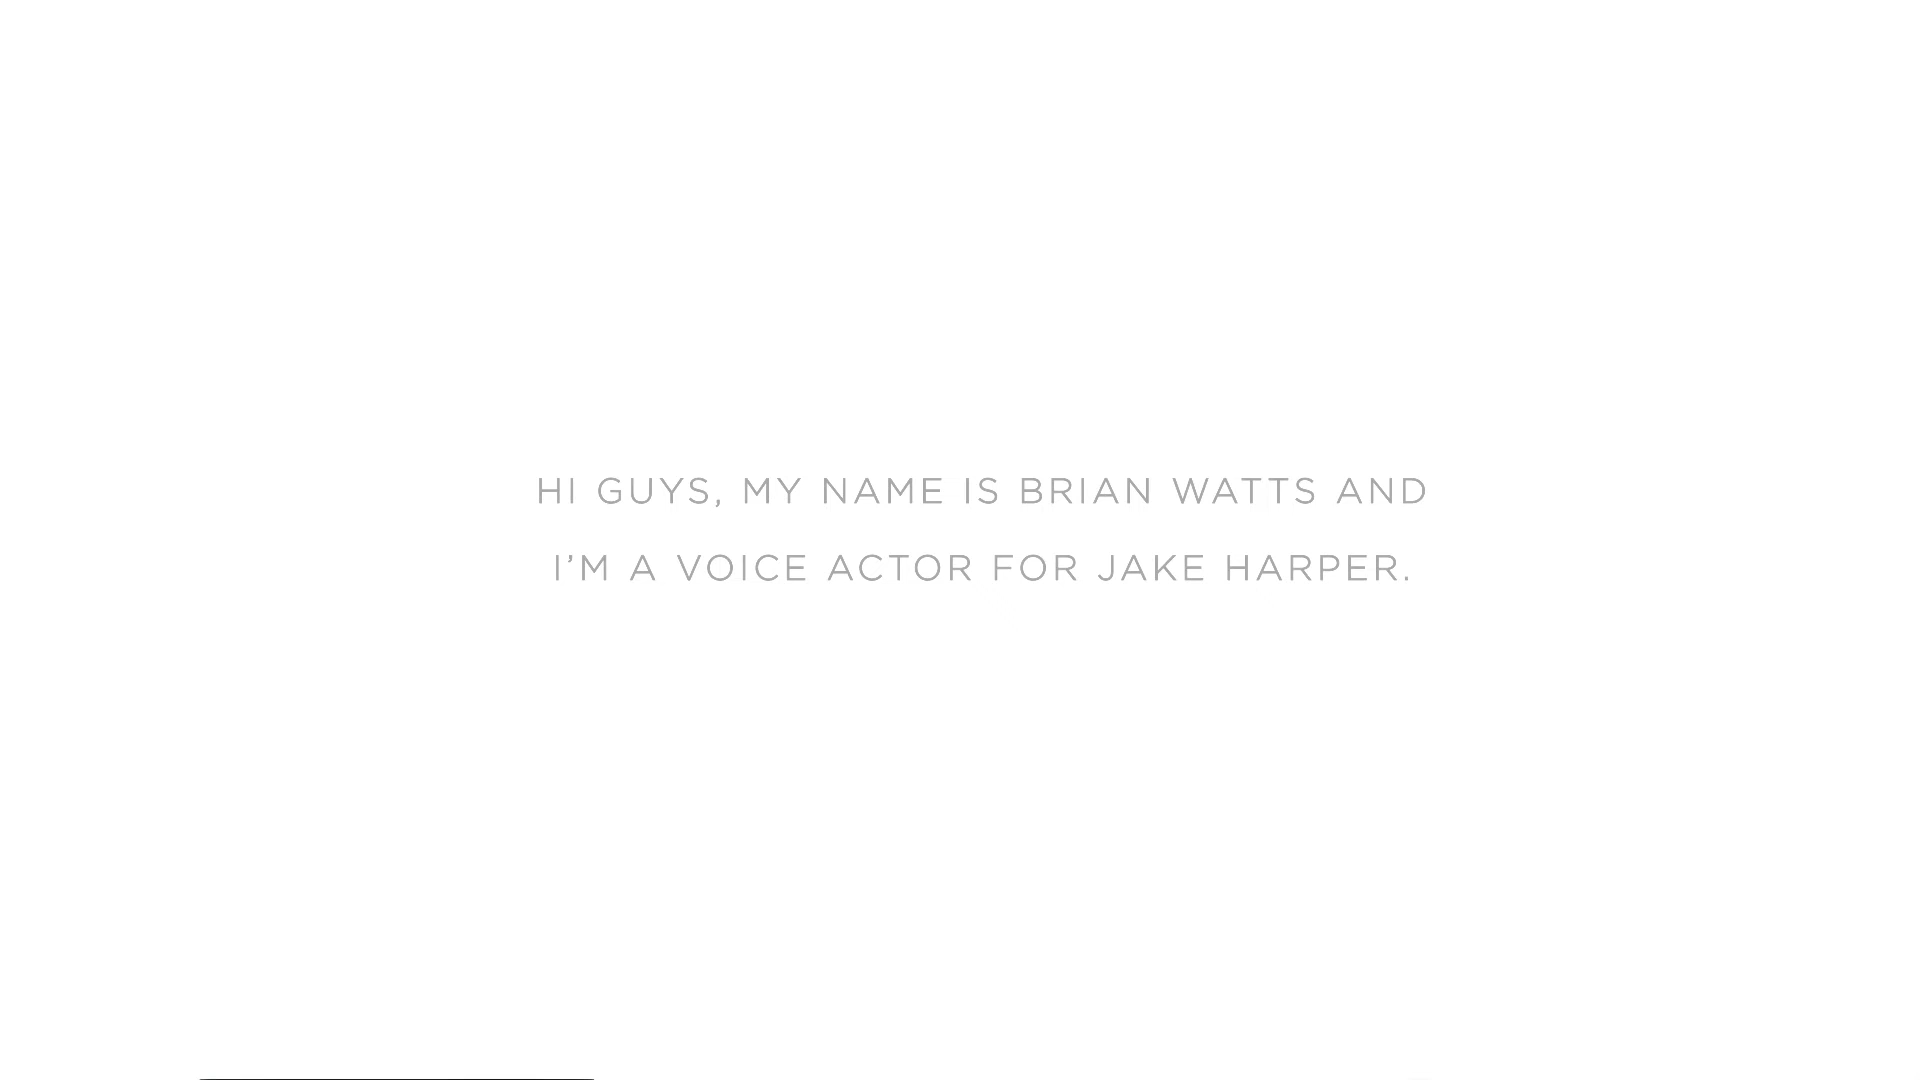 HI GUYS, MY NAME IS BRIAN WATTS AND
I’M A VOICE ACTOR FOR JAKE HARPER.